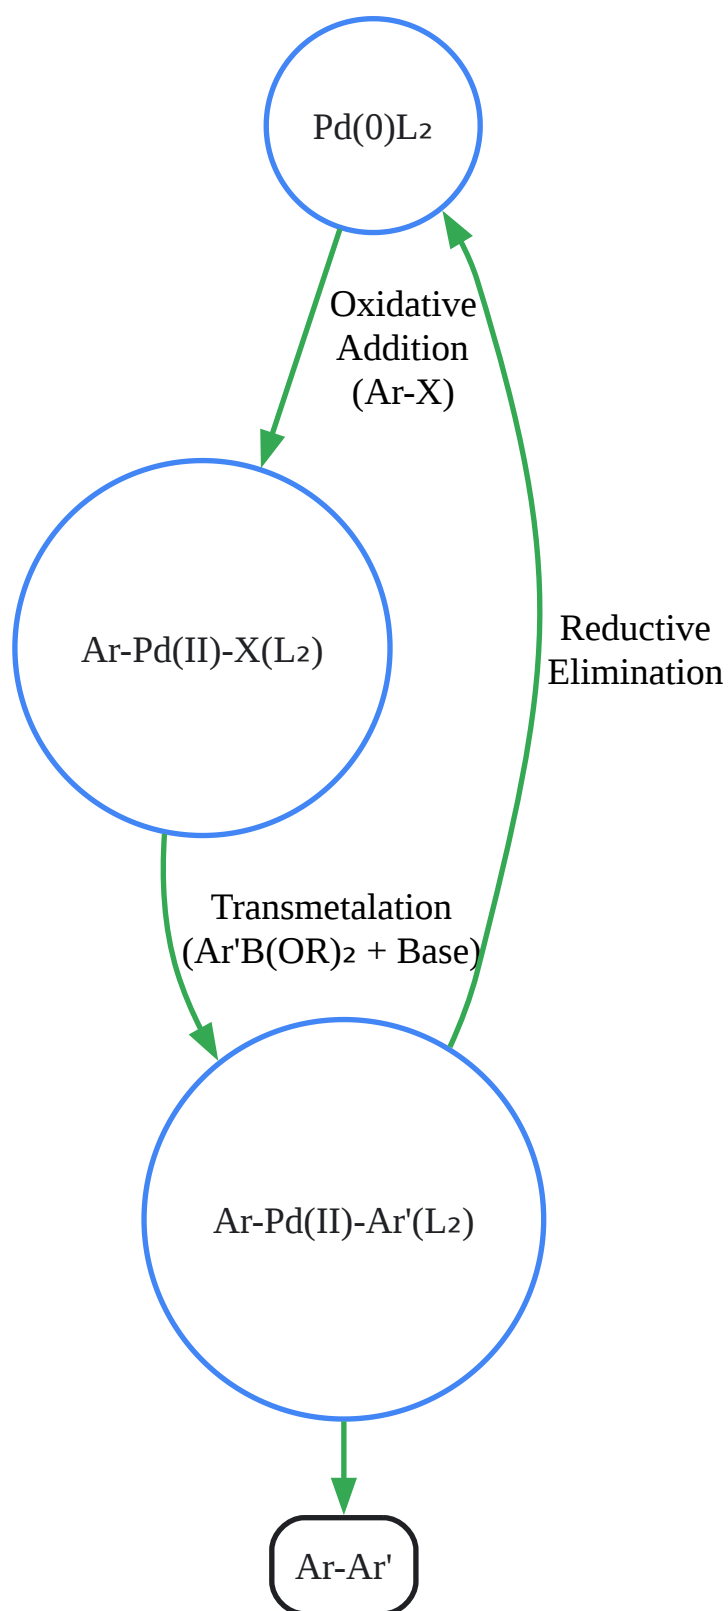 Pd(0)L₂
Oxidative
Addition
(Ar-X)
Ar-Pd(II)-X(L₂)
Reductive
Elimination
Transmetalation
(Ar'B(OR)₂ + Base)
Ar-Pd(II)-Ar'(L₂)
Ar-Ar'